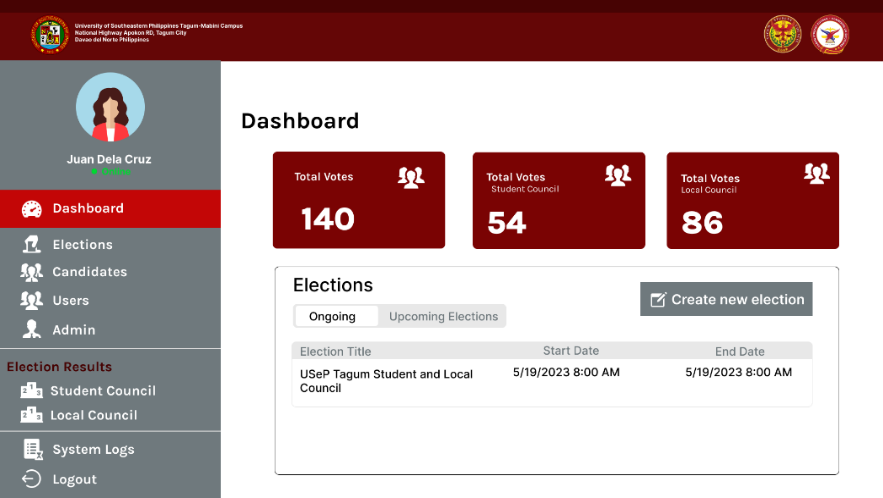 University of Southeastern Philippines Tagum-Mabini Campus
National Highway Apokon RD, Tagum City
Davao del Norte Philippines
Juan Dela Cruz
Online
Dashboard
Elections
Candidates
Users
Admin
Election Results
Student Council
Local Council
System Logs
Logout
Dashboard
Total Votes
140
Total Votes
Student Council
54
Total Votes
Local Council
86
Elections
Create new election
Ongoing Upcoming Elections
Election Title Start Date End Date
USeP Tagum Student and Local 5/19/2023 8:00 AM 5/19/2023 8:00 AM
Council